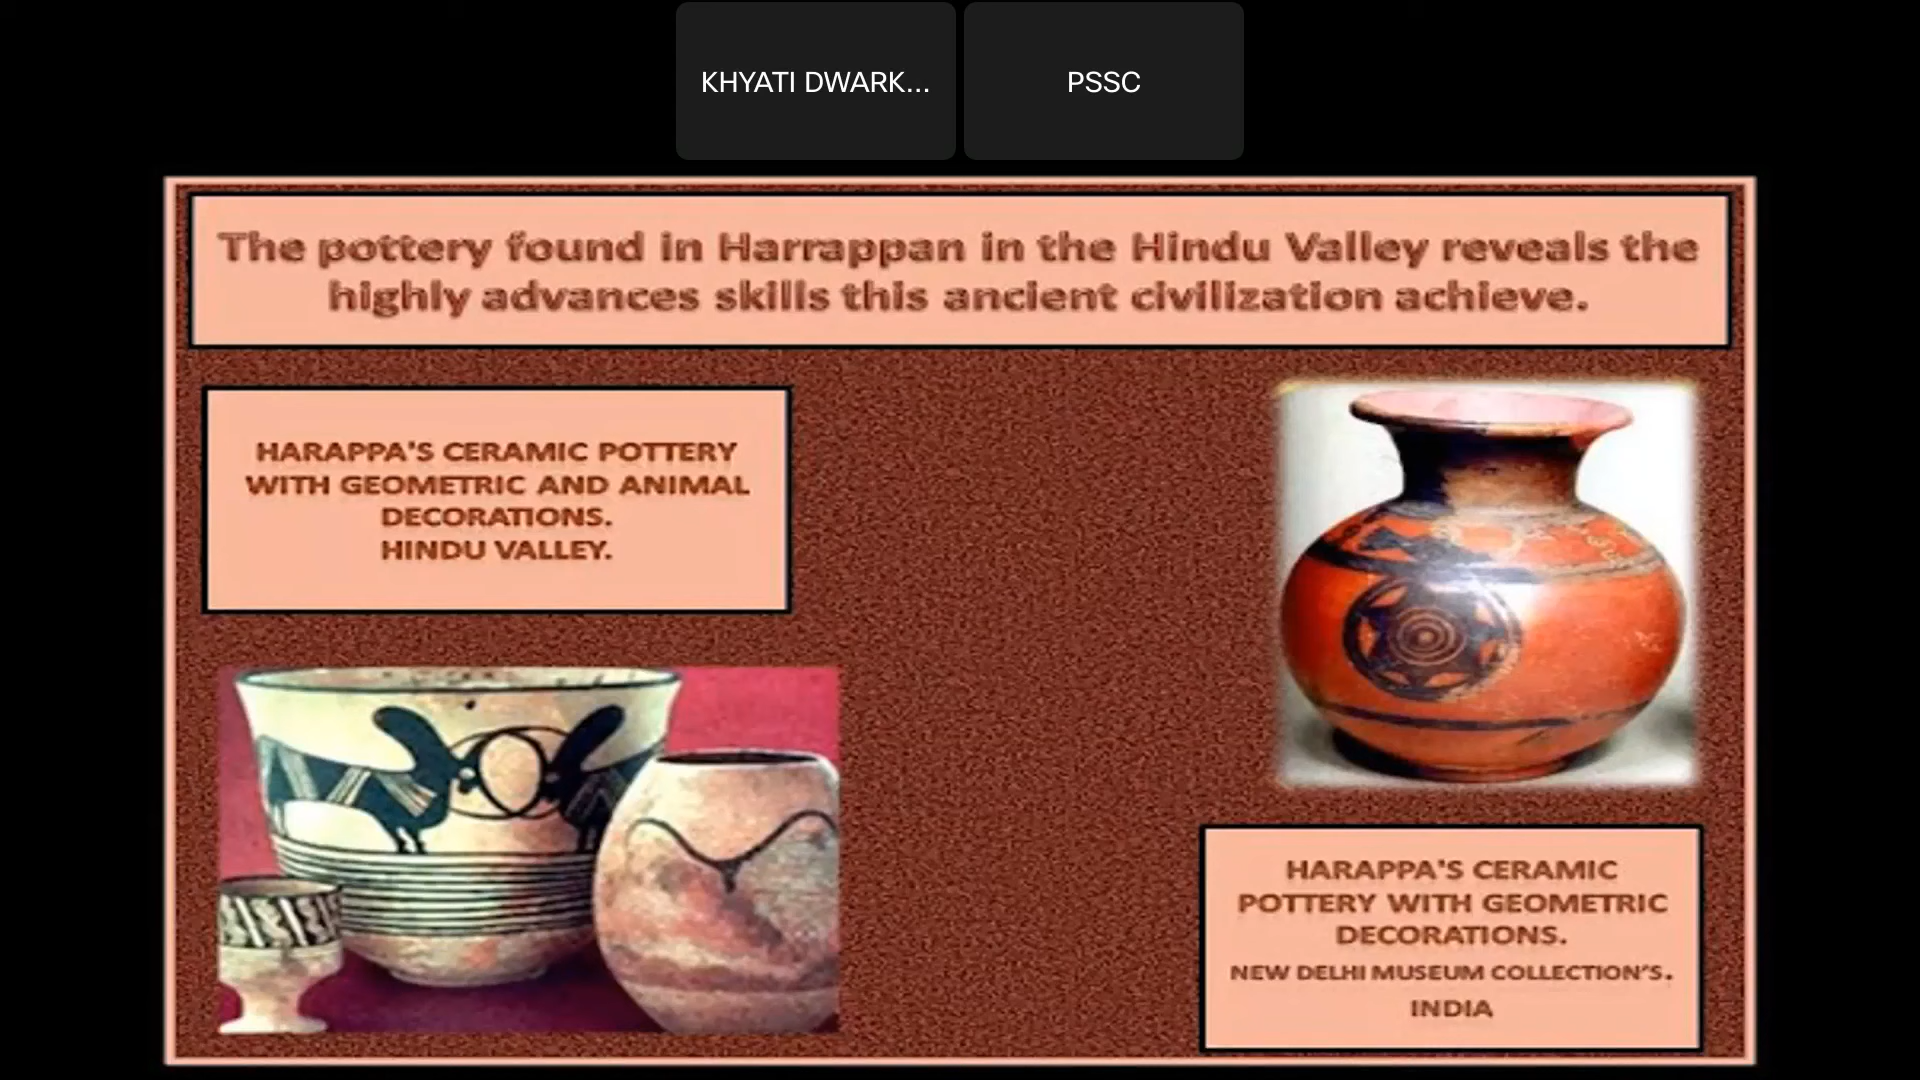 KHYATI DWARK...
PSSC
The pottery found in Harrappan in the Hindu Valley reveals the
highly advances skills this ancient civilization achieve.
HARAPPA'S CERAMIC POTTERY
WITH GEOMETRIC AND ANIMAL
DECORATIONS.
HINDU VALLEY.
HARAPPA'S CERAMIC
POTTERY WITH GEOMETRIC
DECORATIONS.
NEW DELHI MUSEUM COLLECTION'S.
INDIA